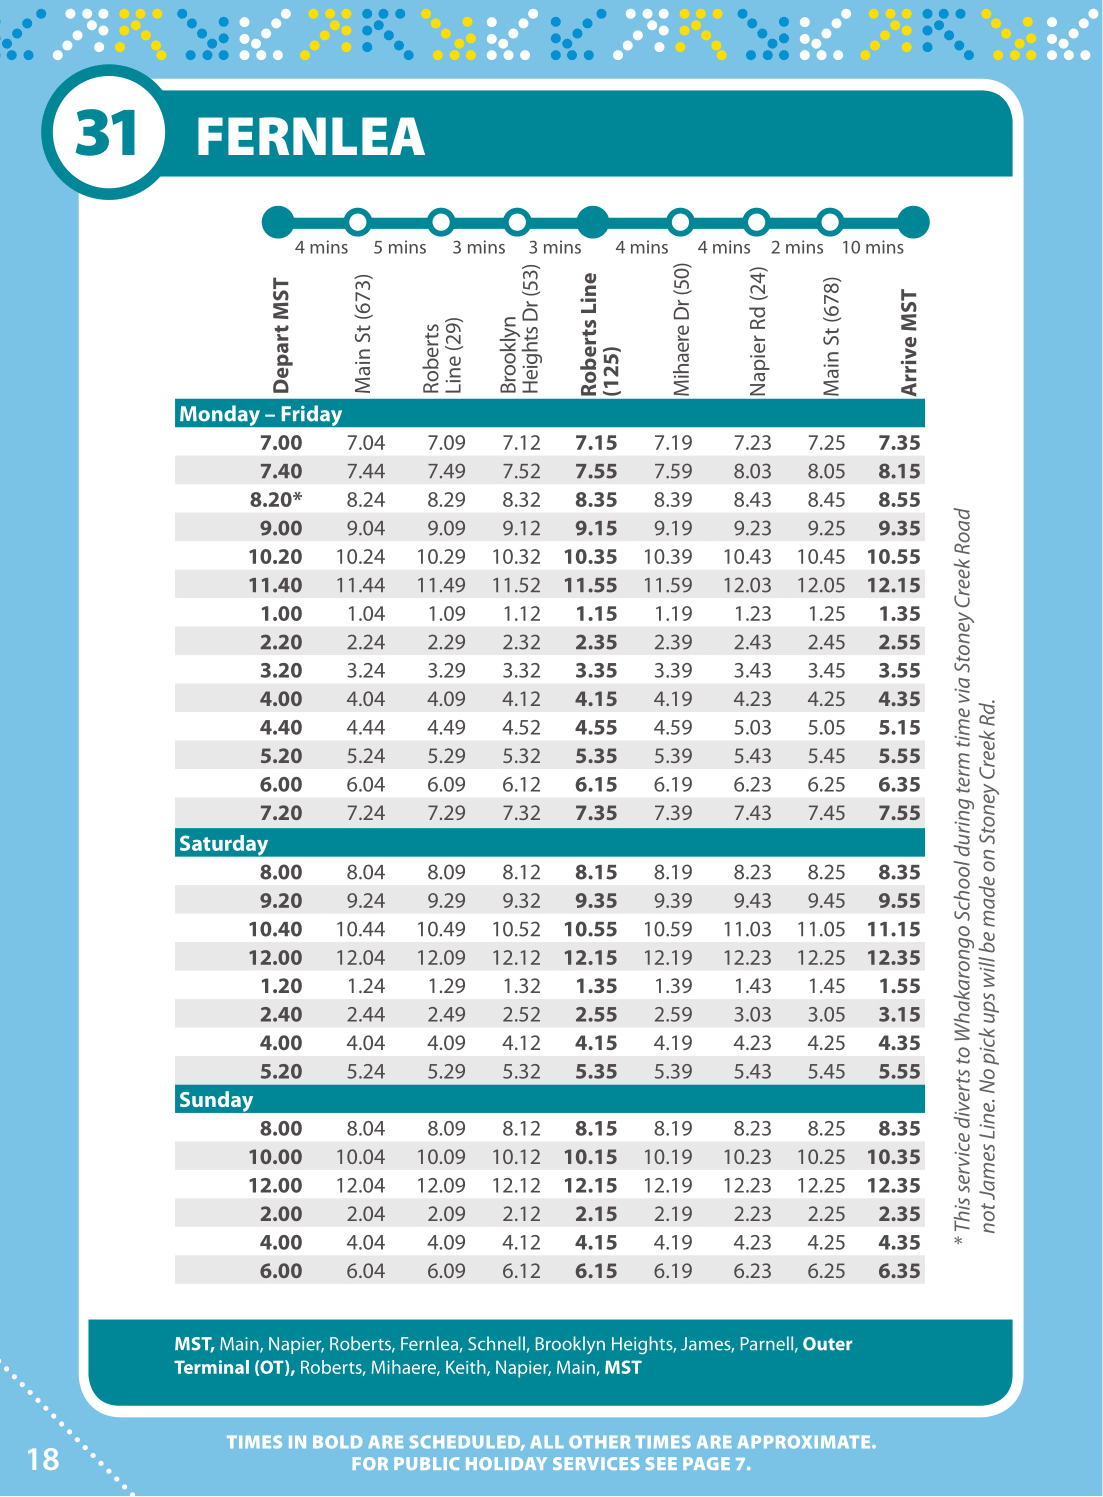 31 FERNLEA
4 mins 5 mins 3 mins 3 mins 4 mins 4 mins 2 mins 10 mins
Depart MST
Main St (673)
Roberts
Line (29)
Brooklyn
Heights Dr (53)
Roberts Line
(125)
Mihaere Dr (50)
Napier Rd (24)
Main St (678)
Arrive MST
Monday – Friday
7.00 7.04 7.09 7.12 7.15 7.19 7.23 7.25 7.35
7.40 7.44 7.49 7.52 7.55 7.59 8.03 8.05 8.15
8.20* 8.24 8.29 8.32 8.35 8.39 8.43 8.45 8.55
9.00 9.04 9.09 9.12 9.15 9.19 9.23 9.25 9.35
10.20 10.24 10.29 10.32 10.35 10.39 10.43 10.45 10.55
11.40 11.44 11.49 11.52 11.55 11.59 12.03 12.05 12.15
1.00 1.04 1.09 1.12 1.15 1.19 1.23 1.25 1.35
2.20 2.24 2.29 2.32 2.35 2.39 2.43 2.45 2.55
3.20 3.24 3.29 3.32 3.35 3.39 3.43 3.45 3.55
4.00 4.04 4.09 4.12 4.15 4.19 4.23 4.25 4.35
4.40 4.44 4.49 4.52 4.55 4.59 5.03 5.05 5.15
5.20 5.24 5.29 5.32 5.35 5.39 5.43 5.45 5.55
6.00 6.04 6.09 6.12 6.15 6.19 6.23 6.25 6.35
7.20 7.24 7.29 7.32 7.35 7.39 7.43 7.45 7.55
Saturday
8.00 8.04 8.09 8.12 8.15 8.19 8.23 8.25 8.35
9.20 9.24 9.29 9.32 9.35 9.39 9.43 9.45 9.55
10.40 10.44 10.49 10.52 10.55 10.59 11.03 11.05 11.15
12.00 12.04 12.09 12.12 12.15 12.19 12.23 12.25 12.35
1.20 1.24 1.29 1.32 1.35 1.39 1.43 1.45 1.55
2.40 2.44 2.49 2.52 2.55 2.59 3.03 3.05 3.15
4.00 4.04 4.09 4.12 4.15 4.19 4.23 4.25 4.35
5.20 5.24 5.29 5.32 5.35 5.39 5.43 5.45 5.55
Sunday
8.00 8.04 8.09 8.12 8.15 8.19 8.23 8.25 8.35
10.00 10.04 10.09 10.12 10.15 10.19 10.23 10.25 10.35
12.00 12.04 12.09 12.12 12.15 12.19 12.23 12.25 12.35
2.00 2.04 2.09 2.12 2.15 2.19 2.23 2.25 2.35
4.00 4.04 4.09 4.12 4.15 4.19 4.23 4.25 4.35
6.00 6.04 6.09 6.12 6.15 6.19 6.23 6.25 6.35
* This service diverts to Whakarongo School during term time via Stoney Creek Road
not James Line. No pick ups will be made on Stoney Creek Rd.
MST, Main, Napier, Roberts, Fernlea, Schnell, Brooklyn Heights, James, Parnell, Outer
Terminal (OT), Roberts, Mihaere, Keith, Napier, Main, MST
TIMES IN BOLD ARE SCHEDULED, ALL OTHER TIMES ARE APPROXIMATE.
FOR PUBLIC HOLIDAY SERVICES SEE PAGE 7.
18